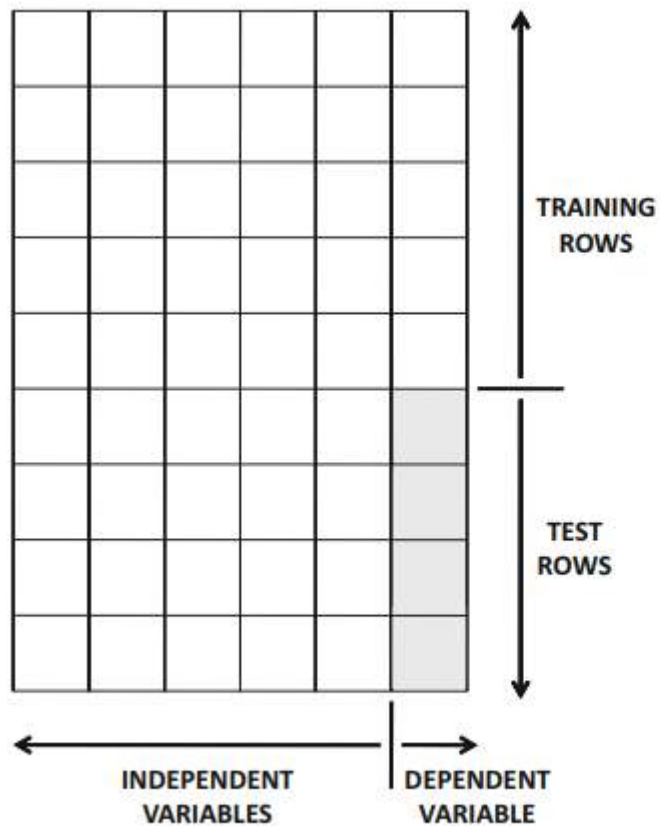 TRAINING
ROWS
TEST
ROWS
INDEPENDENT
VARIABLES
DEPENDENT
VARIABLE